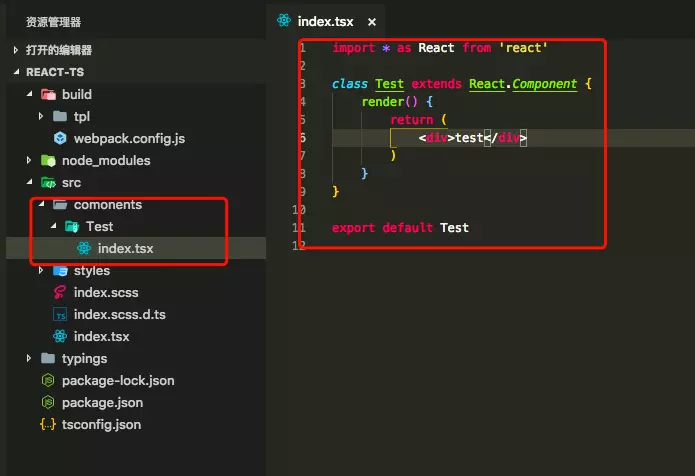 资源管理器
打开的编辑器
REACT-TS
build
tpl
webpack.config.js
node_modules
src
comonents
Test
index.tsx
styles
index.scss
TS index.scss.d.ts
index.tsx
typings
package-lock.json
package.json
{..} tsconfig.json
index.tsx ×
1 import * as React from 'react'
2
3 class Test extends React.Component {
4 render() {
5 return (
6 <div>test</div>
7 )
8 }
9 }
10
11 export default Test
12